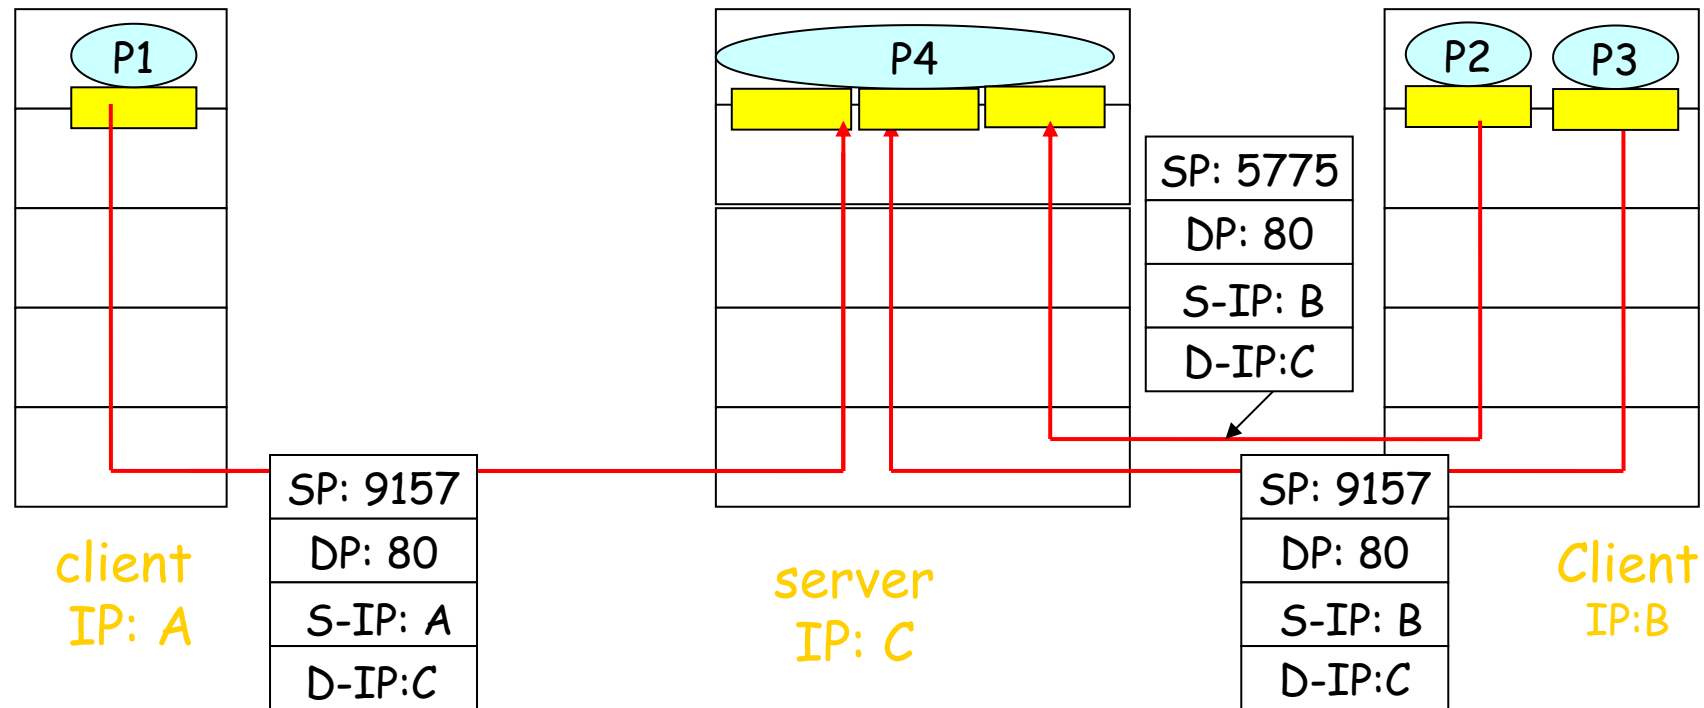 P1
P4
P2
P3
SP: 5775
DP: 80
S-IP: B
D-IP:C
SP: 9157
DP: 80
S-IP: A
D-IP:C
SP: 9157
DP: 80
S-IP: B
D-IP:C
client
IP: A
server
IP: C
Client
IP:B